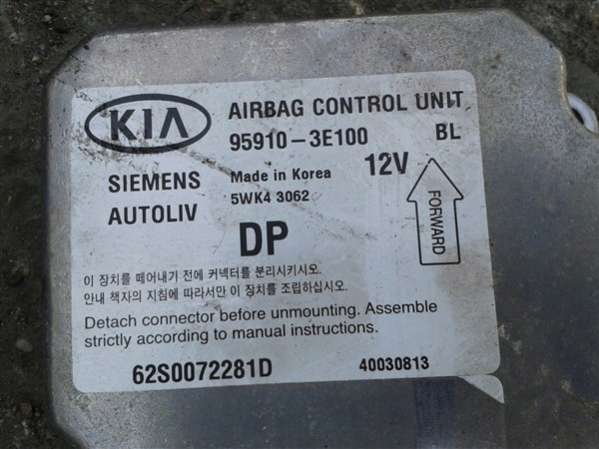 KIA
AIRBAG CONTROL UNIT
95910-3E100 BL
SIEMENS
AUTOLIV
Made in Korea
5WK4 3062
12V
FORWARD
DP
이 장치를 떼어내기 전에 커넥터를 분리시키시오.
안내 책자의 지침에 따라서만 이 장치를 조립하십시오.
Detach connector before unmounting. Assemble
strictly according to manual instructions.
62S0072281D 40030813